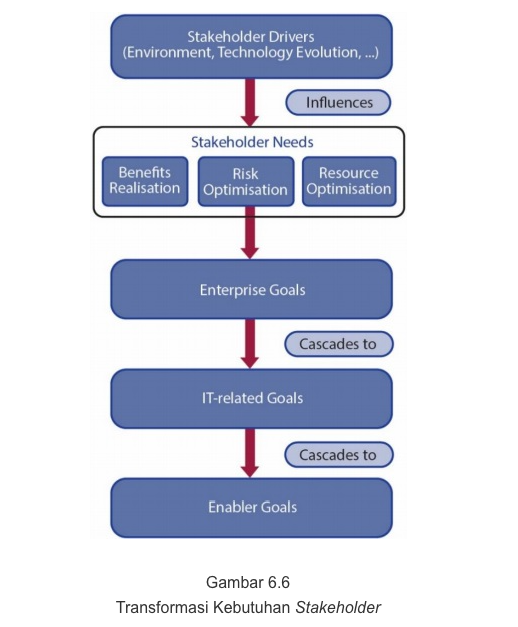 Stakeholder Drivers
(Environment, Technology Evolution, ...)
Influences
Stakeholder Needs
Benefits
Realisation
Risk
Optimisation
Resource
Optimisation
Enterprise Goals
Cascades to
IT-related Goals
Cascades to
Enabler Goals
Gambar 6.6
Transformasi Kebutuhan Stakeholder